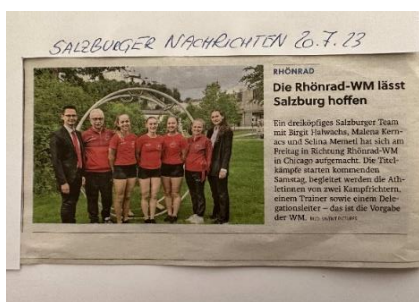 SALZBURGER NACHRICHTEN 20.7.23
RHÖNRAD
Die Rhönrad-WM lässt
Salzburg hoffen
Ein dreiköpfiges Salzburger Team
mit Birgit Halwachs, Malena Kern-
acs und Selina Memeti hat sich am
Freitag in Richtung Rhönrad-WM
in Chicago aufgemacht. Die Titel-
kämpfe starten kommenden
Samstag, begleitet werden die Ath-
letinnen von zwei Kampfrichtern,
einem Trainer sowie einem Dele-
gationsleiter – das ist die Vorgabe
der WM.